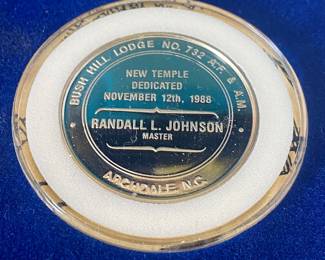 BUSH HILL LODGE NO. 732 A.F. & A.M.
NEW TEMPLE
DEDICATED
NOVEMBER 12th, 1988
RANDALL L. JOHNSON
MASTER
ARCHDALE, N.C.